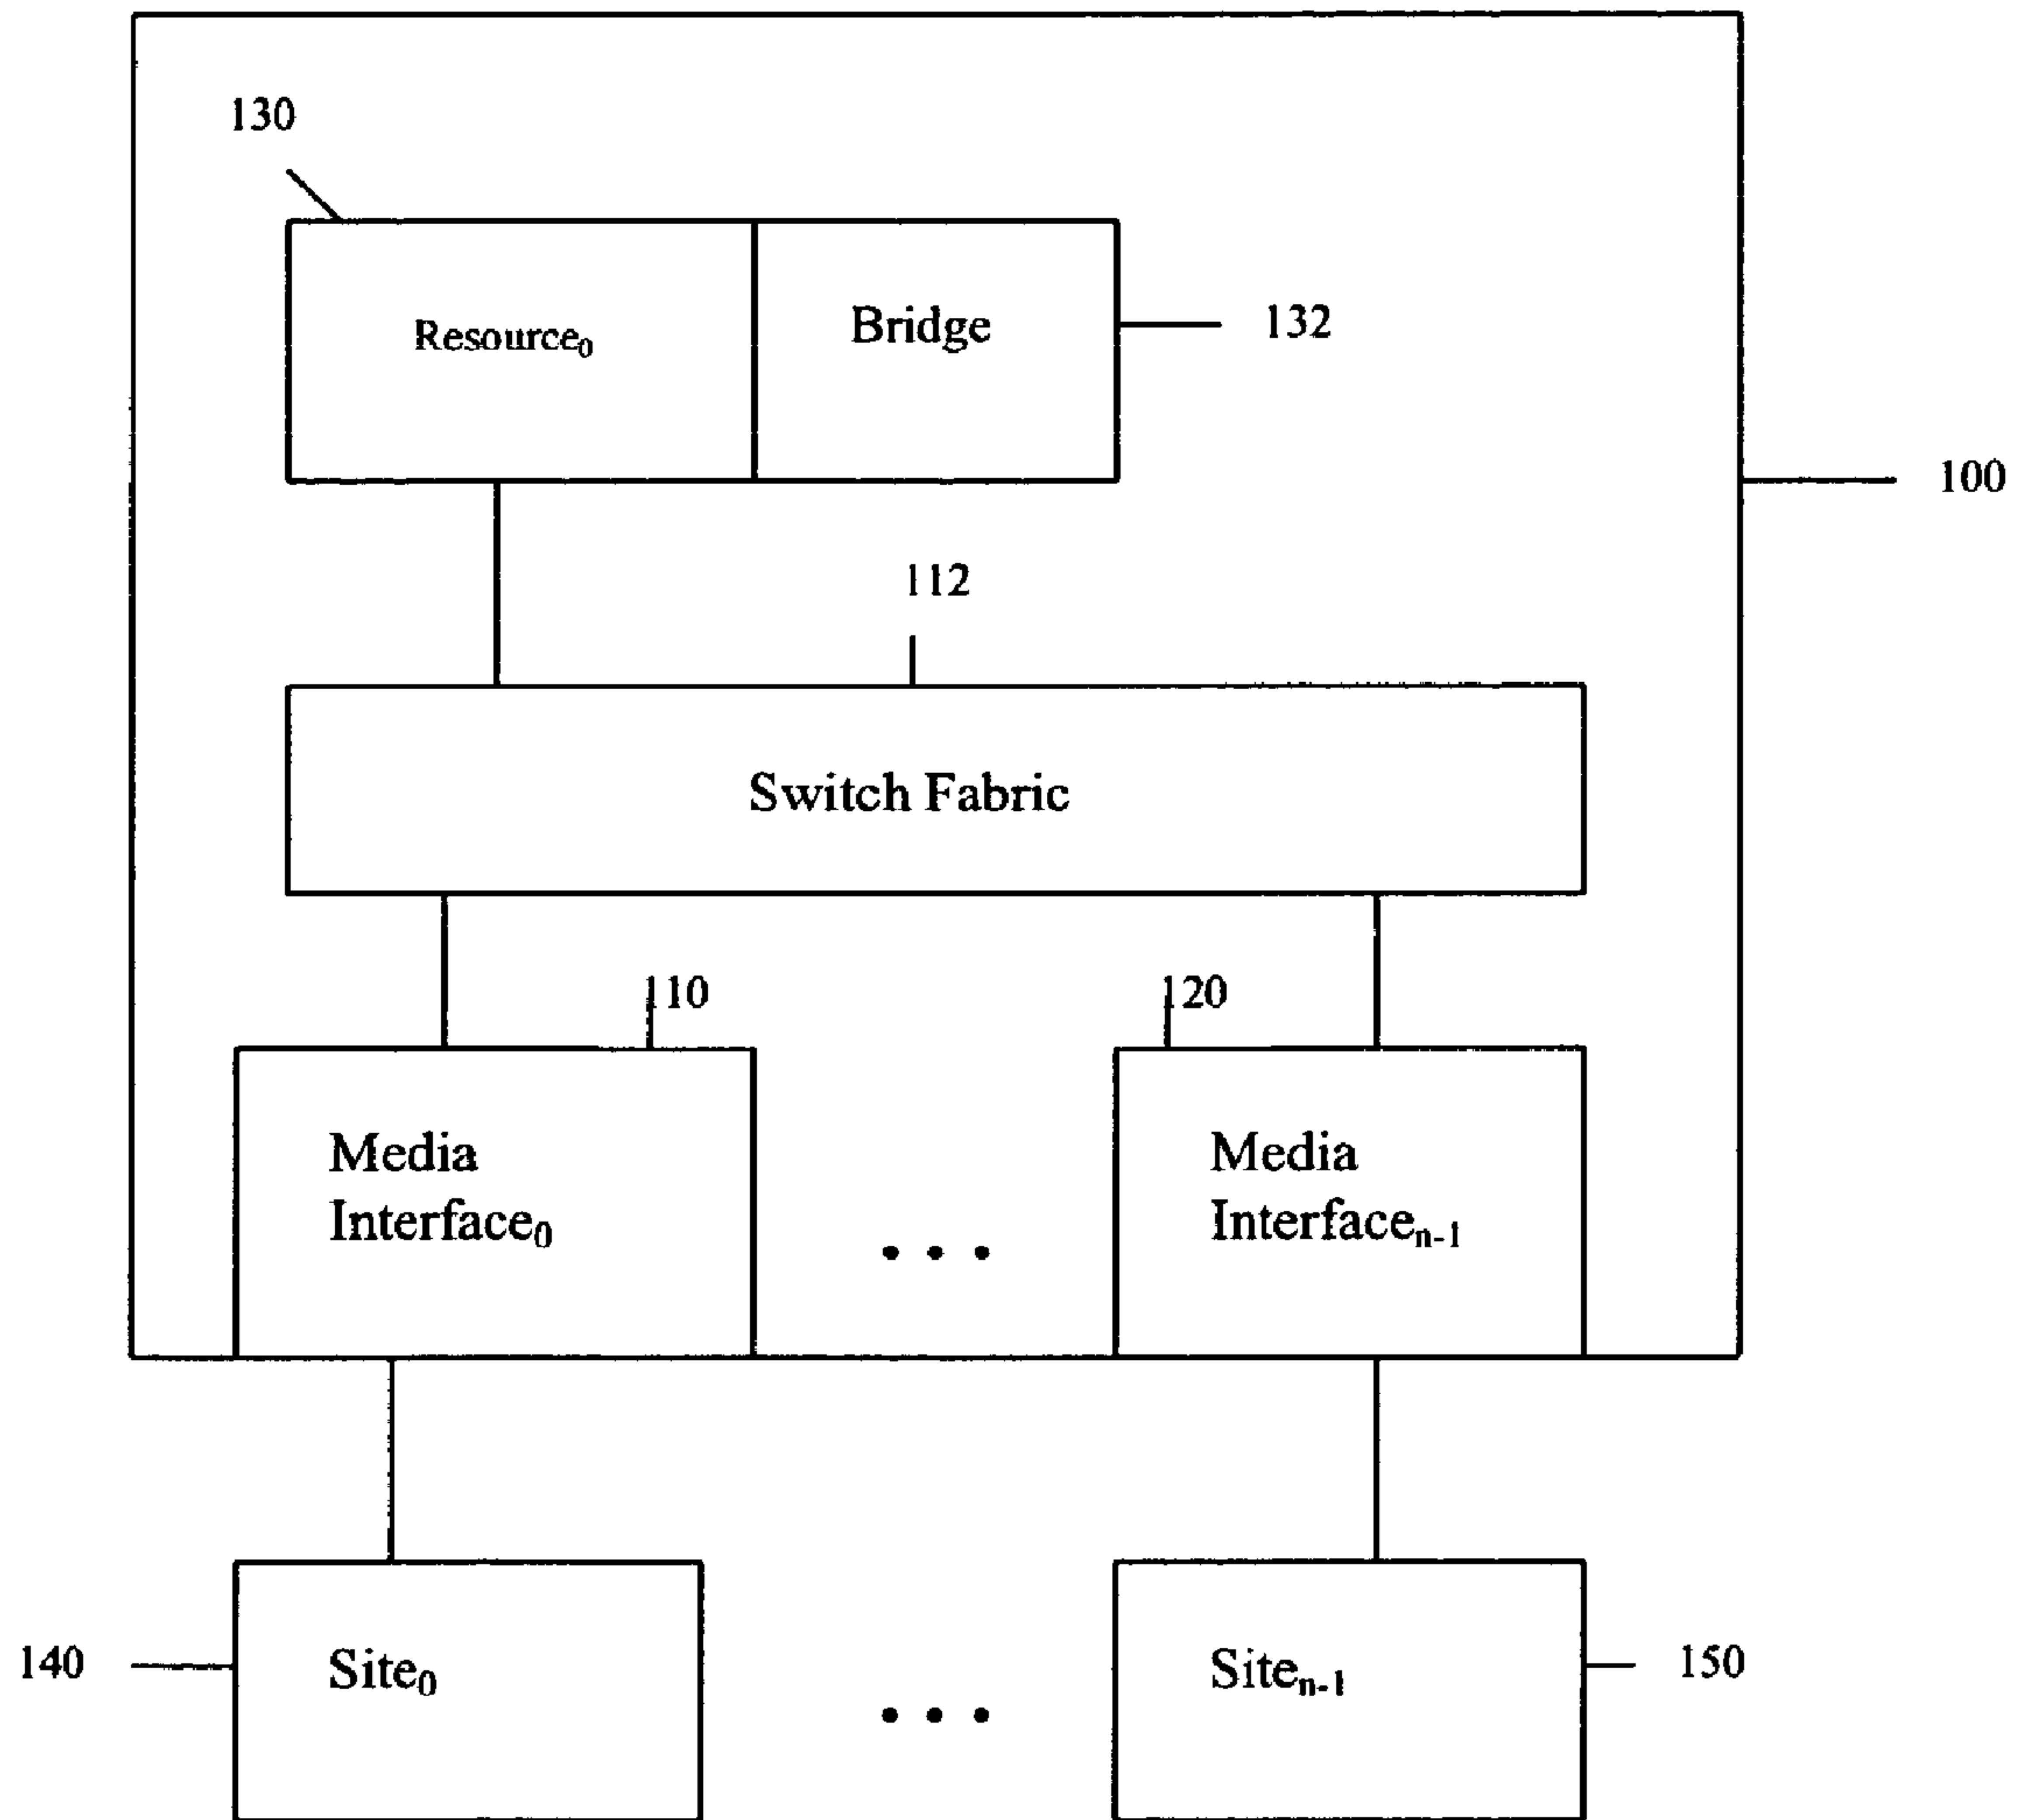 130
Resource₀
Bridge
132
100
112
Switch Fabric
110
120
Media
Interface₀
Media
Interfaceₙ₋₁
...
140
Site₀
...
Siteₙ₋₁
150